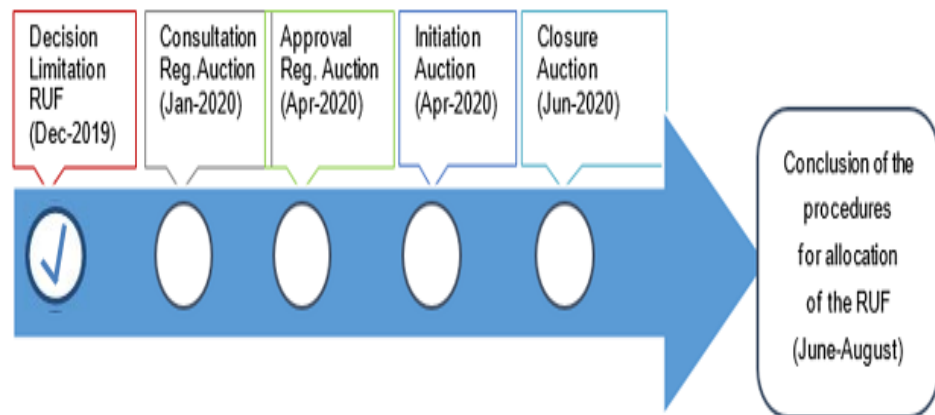 Decision
Limitation
RUF
(Dec-2019)
Consultation
Reg.Auction
(Jan-2020)
Approval
Reg. Auction
(Apr-2020)
Initiation
Auction
(Apr-2020)
Closure
Auction
(Jun-2020)
Conclusion of the
procedures
for allocation
of the RUF
(June-August)